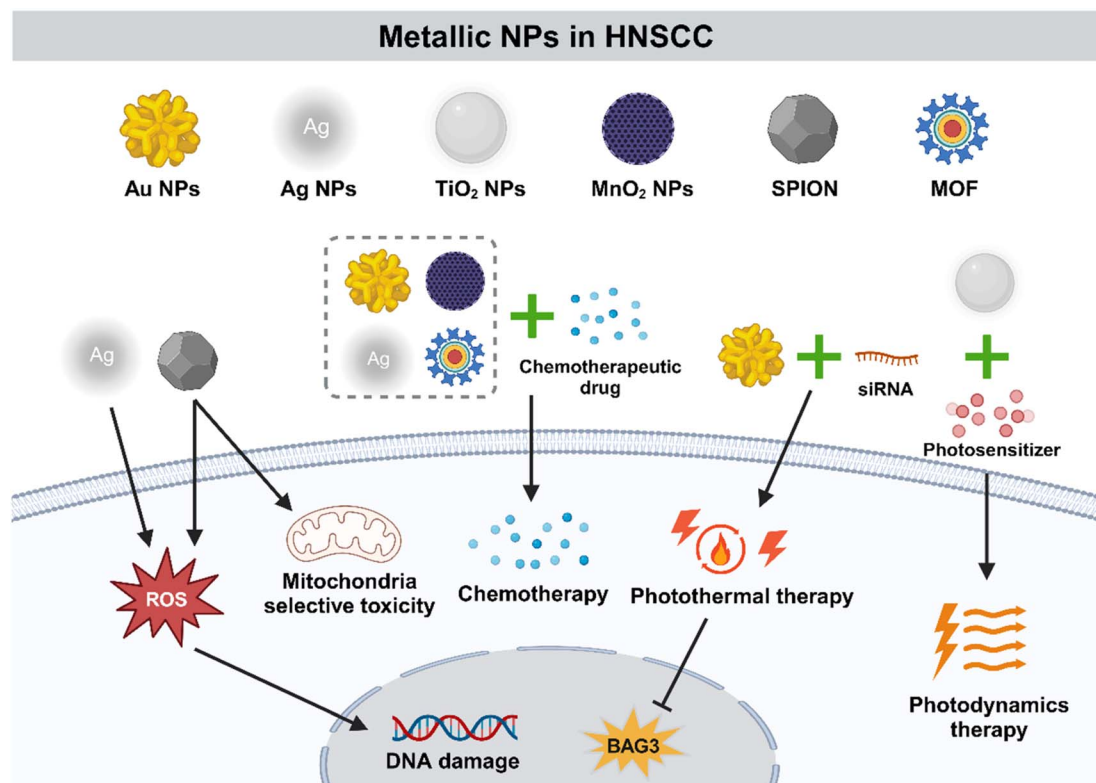 Metallic NPs in HNSCC
Ag
Au NPs
Ag NPs
TiO₂ NPs
MnO₂ NPs
SPION
MOF
Ag
Ag
Chemotherapeutic
drug
siRNA
Photosensitizer
ROS
Mitochondria
selective toxicity
Chemotherapy
Photothermal therapy
Photodynamics
therapy
DNA damage
BAG3